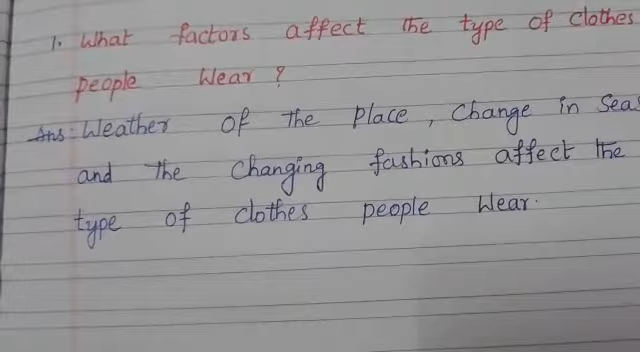 1. What factors affect the type of clothes
people Wear ?
Ans: Weather of the place, Change in Seas
and the Changing fashions affect the
type of clothes people Wear.